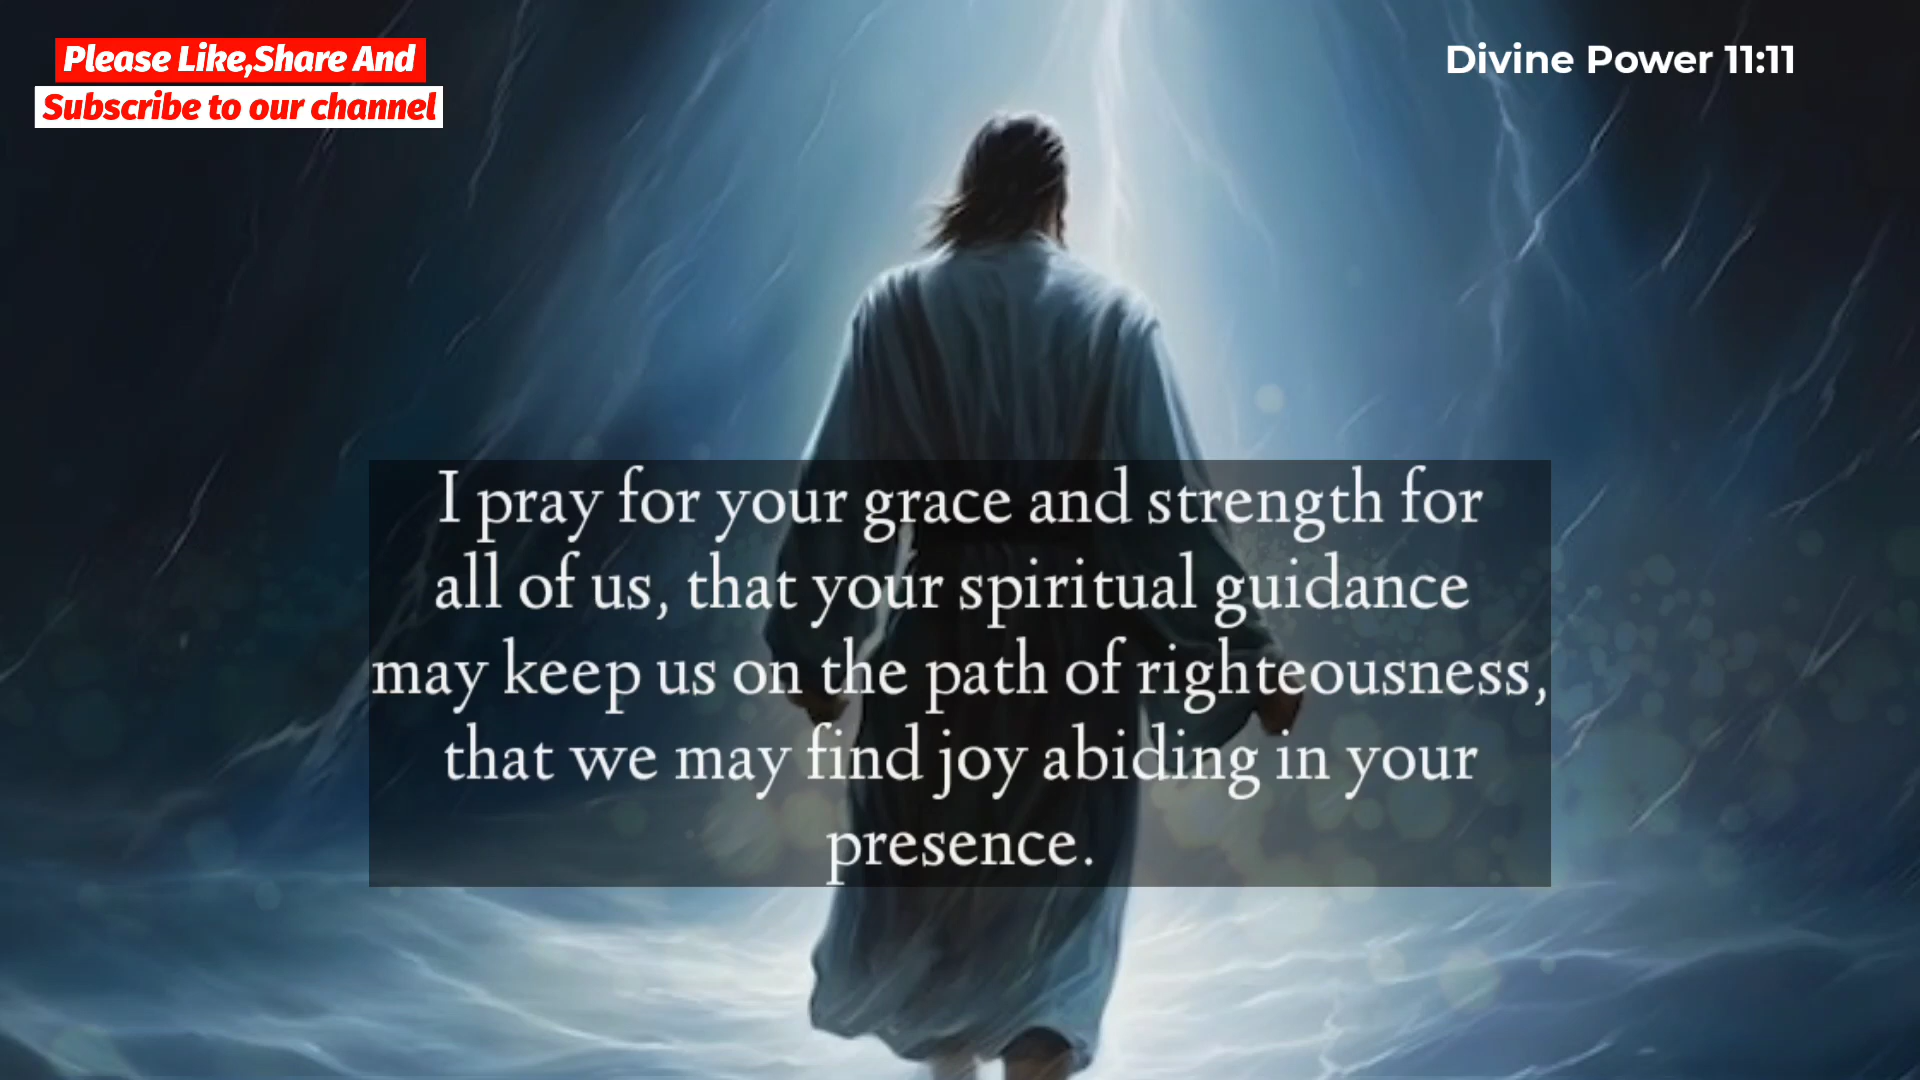 Please Like,Share And
Subscribe to our channel
Divine Power 11:11
I pray for your grace and strength for
all of us, that your spiritual guidance
may keep us on the path of righteousness,
that we may find joy abiding in your
presence.